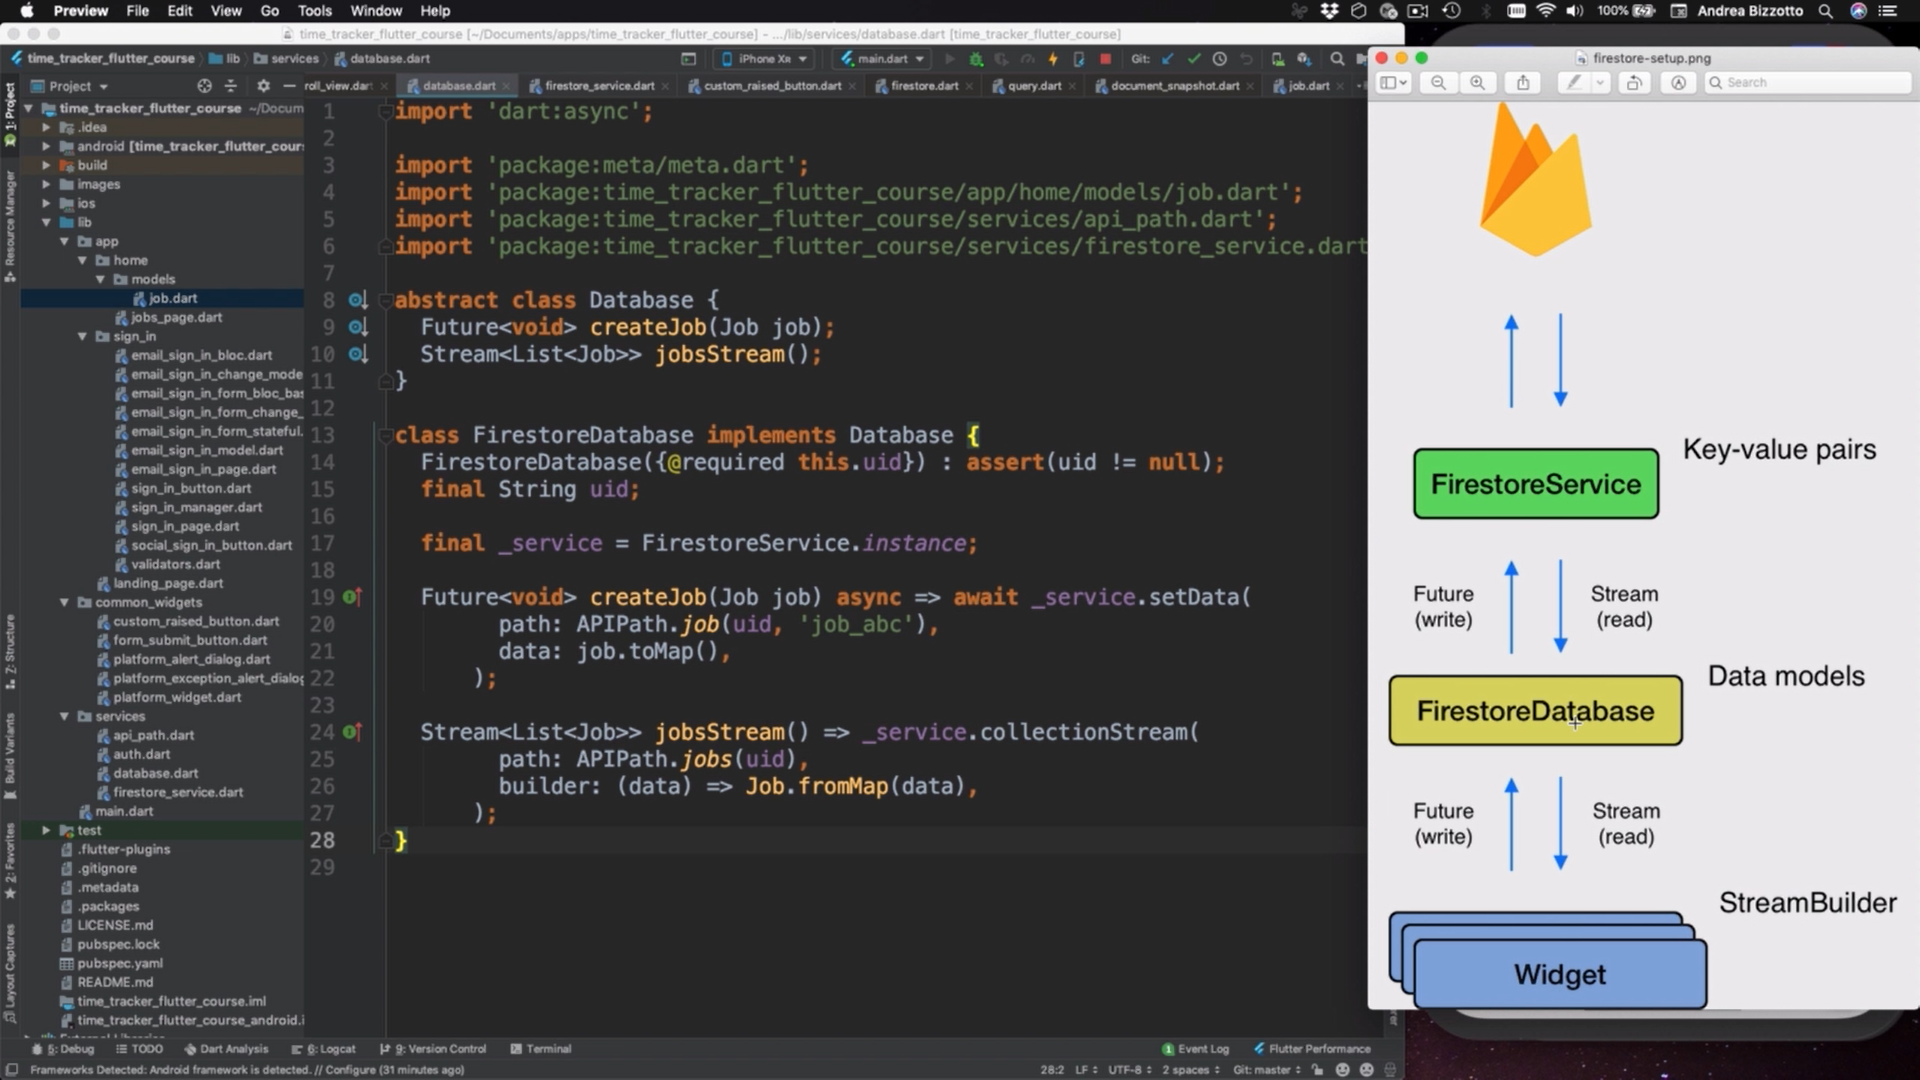 Preview File Edit View Go Tools Window Help
100% Andrea Bizzotto
time_tracker_flutter_course [~/Documents/apps/time_tracker_flutter_course] - .../lib/services/database.dart [time_tracker_flutter_course]
time_tracker_flutter_course lib services database.dart
iPhone XR main.dart Git:
Project
roll_view.dart database.dart firestore_service.dart custom_raised_button.dart firestore.dart query.dart document_snapshot.dart job.dart
1: Project
Resource Manager
Z: Structure
Build Variants
2: Favorites
Layout Captures
time_tracker_flutter_course ~/Docum
.idea
android [time_tracker_flutter_cour
build
images
ios
lib
app
home
models
job.dart
jobs_page.dart
sign_in
email_sign_in_bloc.dart
email_sign_in_change_mode
email_sign_in_form_bloc_bas
email_sign_in_form_change_
email_sign_in_form_stateful.
email_sign_in_model.dart
email_sign_in_page.dart
sign_in_button.dart
sign_in_manager.dart
sign_in_page.dart
social_sign_in_button.dart
validators.dart
landing_page.dart
common_widgets
custom_raised_button.dart
form_submit_button.dart
platform_alert_dialog.dart
platform_exception_alert_dialog
platform_widget.dart
services
api_path.dart
auth.dart
database.dart
firestore_service.dart
main.dart
test
.flutter-plugins
.gitignore
.metadata
.packages
LICENSE.md
pubspec.lock
pubspec.yaml
README.md
time_tracker_flutter_course.iml
time_tracker_flutter_course_android.i
1 import 'dart:async';
2
3 import 'package:meta/meta.dart';
4 import 'package:time_tracker_flutter_course/app/home/models/job.dart';
5 import 'package:time_tracker_flutter_course/services/api_path.dart';
6 import 'package:time_tracker_flutter_course/services/firestore_service.dart
7
8 abstract class Database {
9 Future<void> createJob(Job job);
10 Stream<List<Job>> jobsStream();
11 }
12
13 class FirestoreDatabase implements Database {
14 FirestoreDatabase({@required this.uid}) : assert(uid != null);
15 final String uid;
16
17 final _service = FirestoreService.instance;
18
19 Future<void> createJob(Job job) async => await _service.setData(
20 path: APIPath.job(uid, 'job_abc'),
21 data: job.toMap(),
22 );
23
24 Stream<List<Job>> jobsStream() => _service.collectionStream(
25 path: APIPath.jobs(uid),
26 builder: (data) => Job.fromMap(data),
27 );
28 }
29
5: Debug TODO Dart Analysis 6: Logcat 9: Version Control Terminal Event Log Flutter Performance
Frameworks Detected: Android framework is detected. // Configure (31 minutes ago) 28:2 LF UTF-8 2 spaces Git: master
firestore-setup.png
Search
Key-value pairs
FirestoreService
Future
(write)
Stream
(read)
Data models
FirestoreDatabase
Future
(write)
Stream
(read)
StreamBuilder
Widget